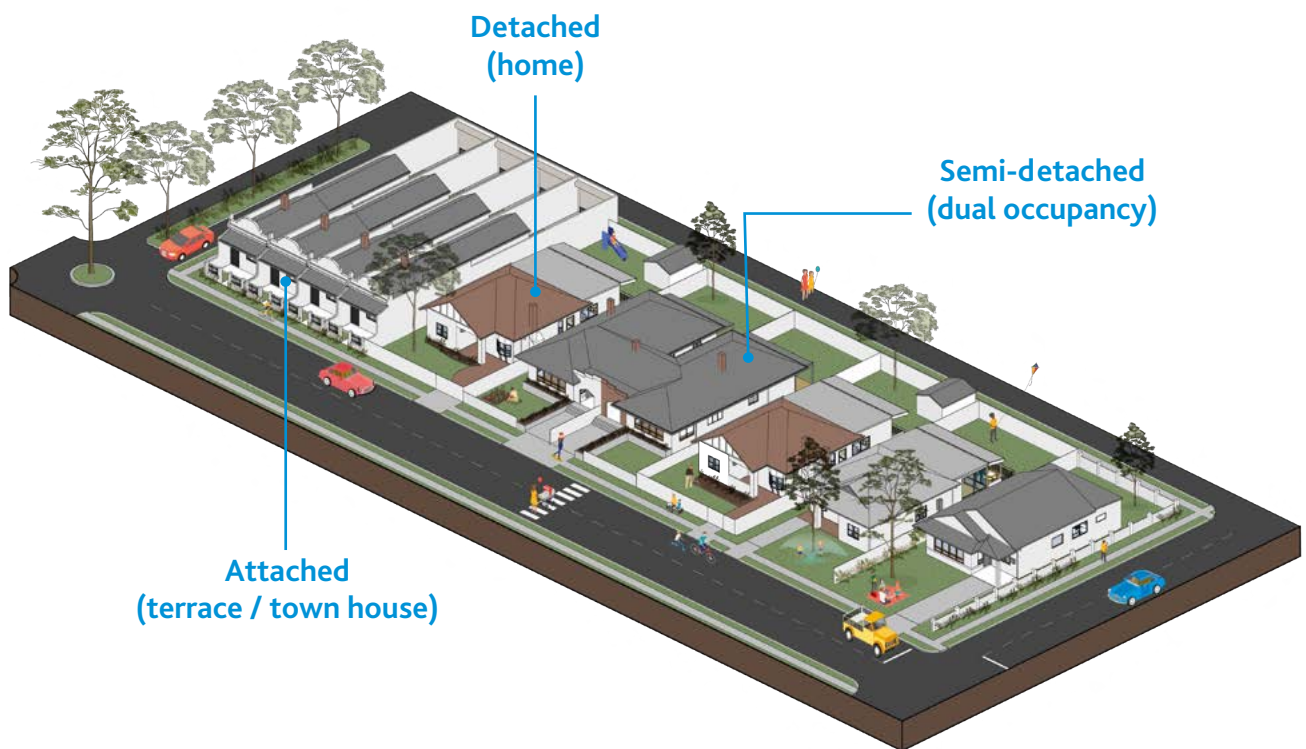 Detached
(home)
Semi-detached
(dual occupancy)
Attached
(terrace / town house)